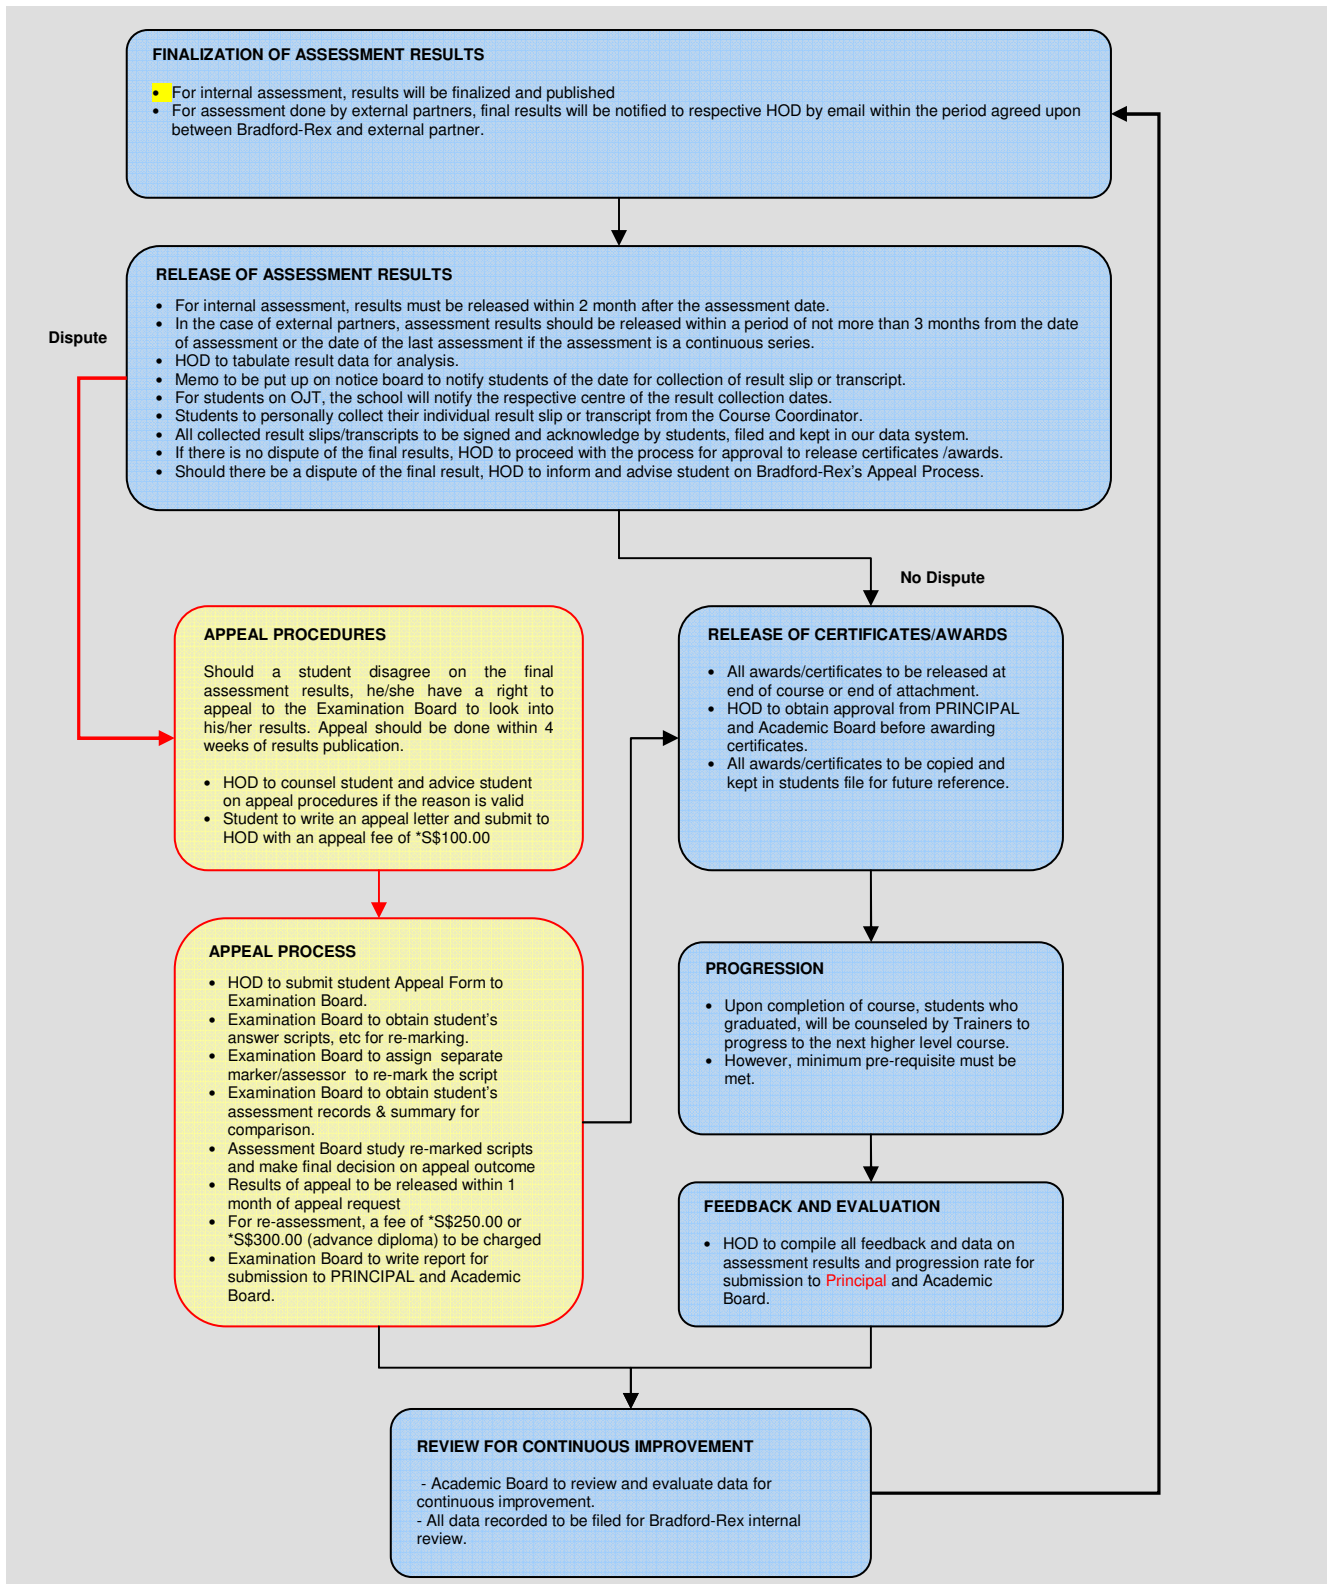 FINALIZATION OF ASSESSMENT RESULTS
• For internal assessment, results will be finalized and published
• For assessment done by external partners, final results will be notified to respective HOD by email within the period agreed upon
between Bradford-Rex and external partner.
RELEASE OF ASSESSMENT RESULTS
• For internal assessment, results must be released within 2 month after the assessment date.
• In the case of external partners, assessment results should be released within a period of not more than 3 months from the date
of assessment or the date of the last assessment if the assessment is a continuous series.
• HOD to tabulate result data for analysis.
• Memo to be put up on notice board to notify students of the date for collection of result slip or transcript.
• For students on OJT, the school will notify the respective centre of the result collection dates.
• Students to personally collect their individual result slip or transcript from the Course Coordinator.
• All collected result slips/transcripts to be signed and acknowledge by students, filed and kept in our data system.
• If there is no dispute of the final results, HOD to proceed with the process for approval to release certificates /awards.
• Should there be a dispute of the final result, HOD to inform and advise student on Bradford-Rex's Appeal Process.
Dispute
No Dispute
APPEAL PROCEDURES
Should a student disagree on the final
assessment results, he/she have a right to
appeal to the Examination Board to look into
his/her results. Appeal should be done within 4
weeks of results publication.
• HOD to counsel student and advice student
on appeal procedures if the reason is valid
• Student to write an appeal letter and submit to
HOD with an appeal fee of *S$100.00
RELEASE OF CERTIFICATES/AWARDS
• All awards/certificates to be released at
end of course or end of attachment.
• HOD to obtain approval from PRINCIPAL
and Academic Board before awarding
certificates.
• All awards/certificates to be copied and
kept in students file for future reference.
APPEAL PROCESS
• HOD to submit student Appeal Form to
Examination Board.
• Examination Board to obtain student's
answer scripts, etc for re-marking.
• Examination Board to assign separate
marker/assessor to re-mark the script
• Examination Board to obtain student's
assessment records & summary for
comparison.
• Assessment Board study re-marked scripts
and make final decision on appeal outcome
• Results of appeal to be released within 1
month of appeal request
• For re-assessment, a fee of *S$250.00 or
*S$300.00 (advance diploma) to be charged
• Examination Board to write report for
submission to PRINCIPAL and Academic
Board.
PROGRESSION
• Upon completion of course, students who
graduated, will be counseled by Trainers to
progress to the next higher level course.
• However, minimum pre-requisite must be
met.
FEEDBACK AND EVALUATION
• HOD to compile all feedback and data on
assessment results and progression rate for
submission to Principal and Academic
Board.
REVIEW FOR CONTINUOUS IMPROVEMENT
- Academic Board to review and evaluate data for
continuous improvement.
- All data recorded to be filed for Bradford-Rex internal
review.